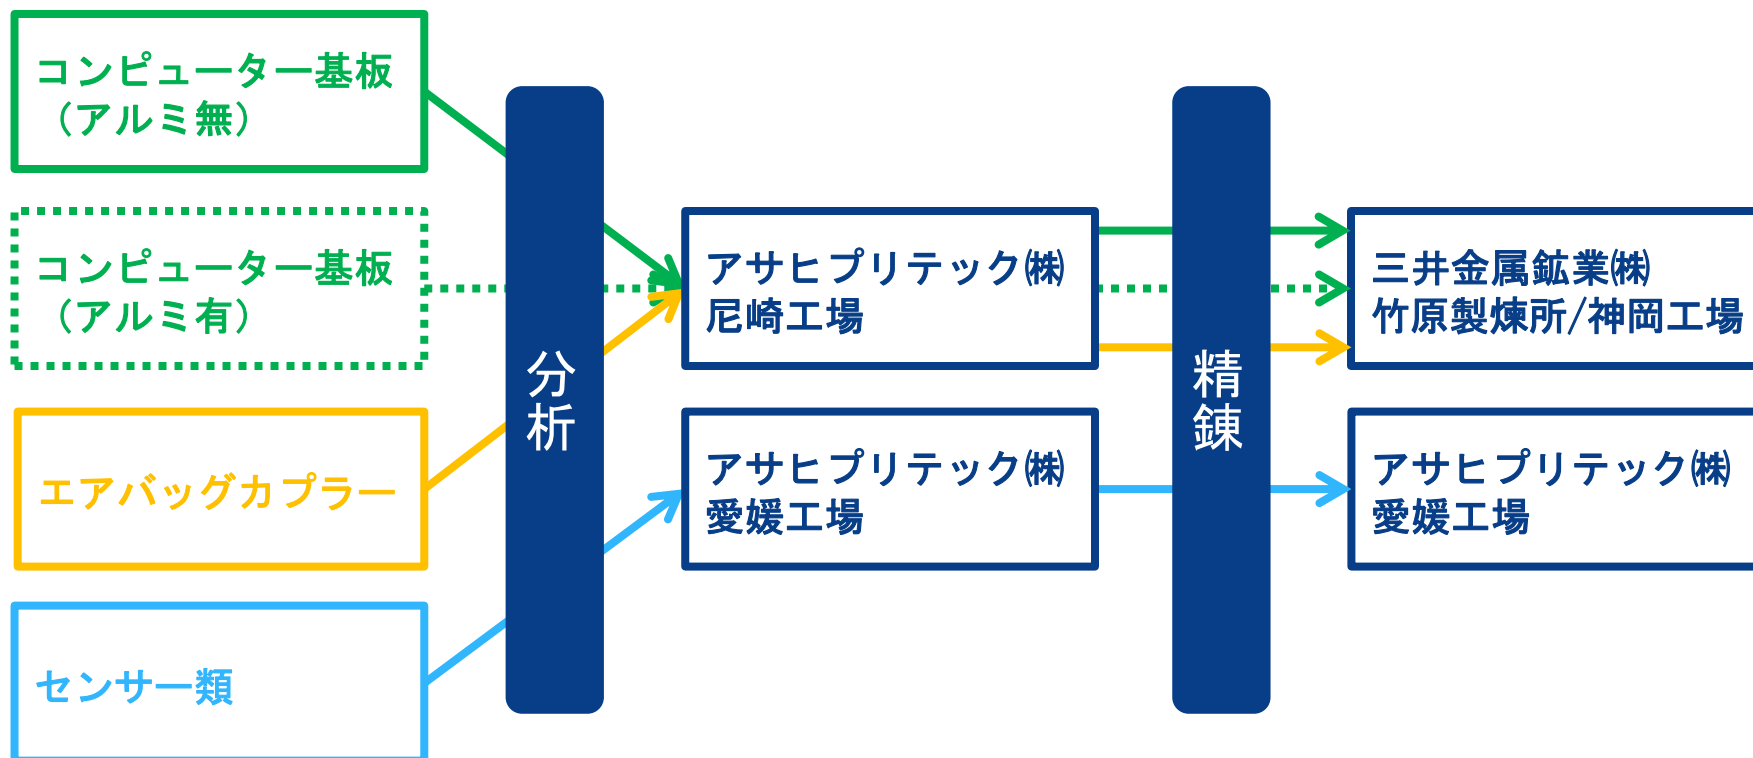 コンピューター基板
（アルミ無）
コンピューター基板
（アルミ有）
エアバッグカプラー
センサー類
分析
アサヒプリテック㈱
尼崎工場
アサヒプリテック㈱
愛媛工場
精錬
三井金属鉱業㈱
竹原製煉所/神岡工場
アサヒプリテック㈱
愛媛工場